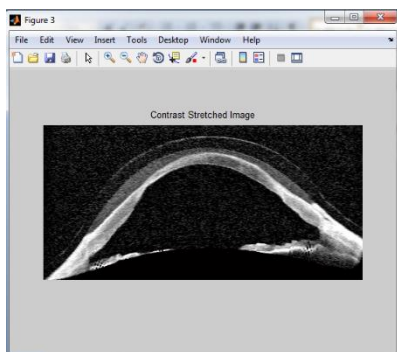 Figure 3
File Edit View Insert Tools Desktop Window Help
Contrast Stretched Image